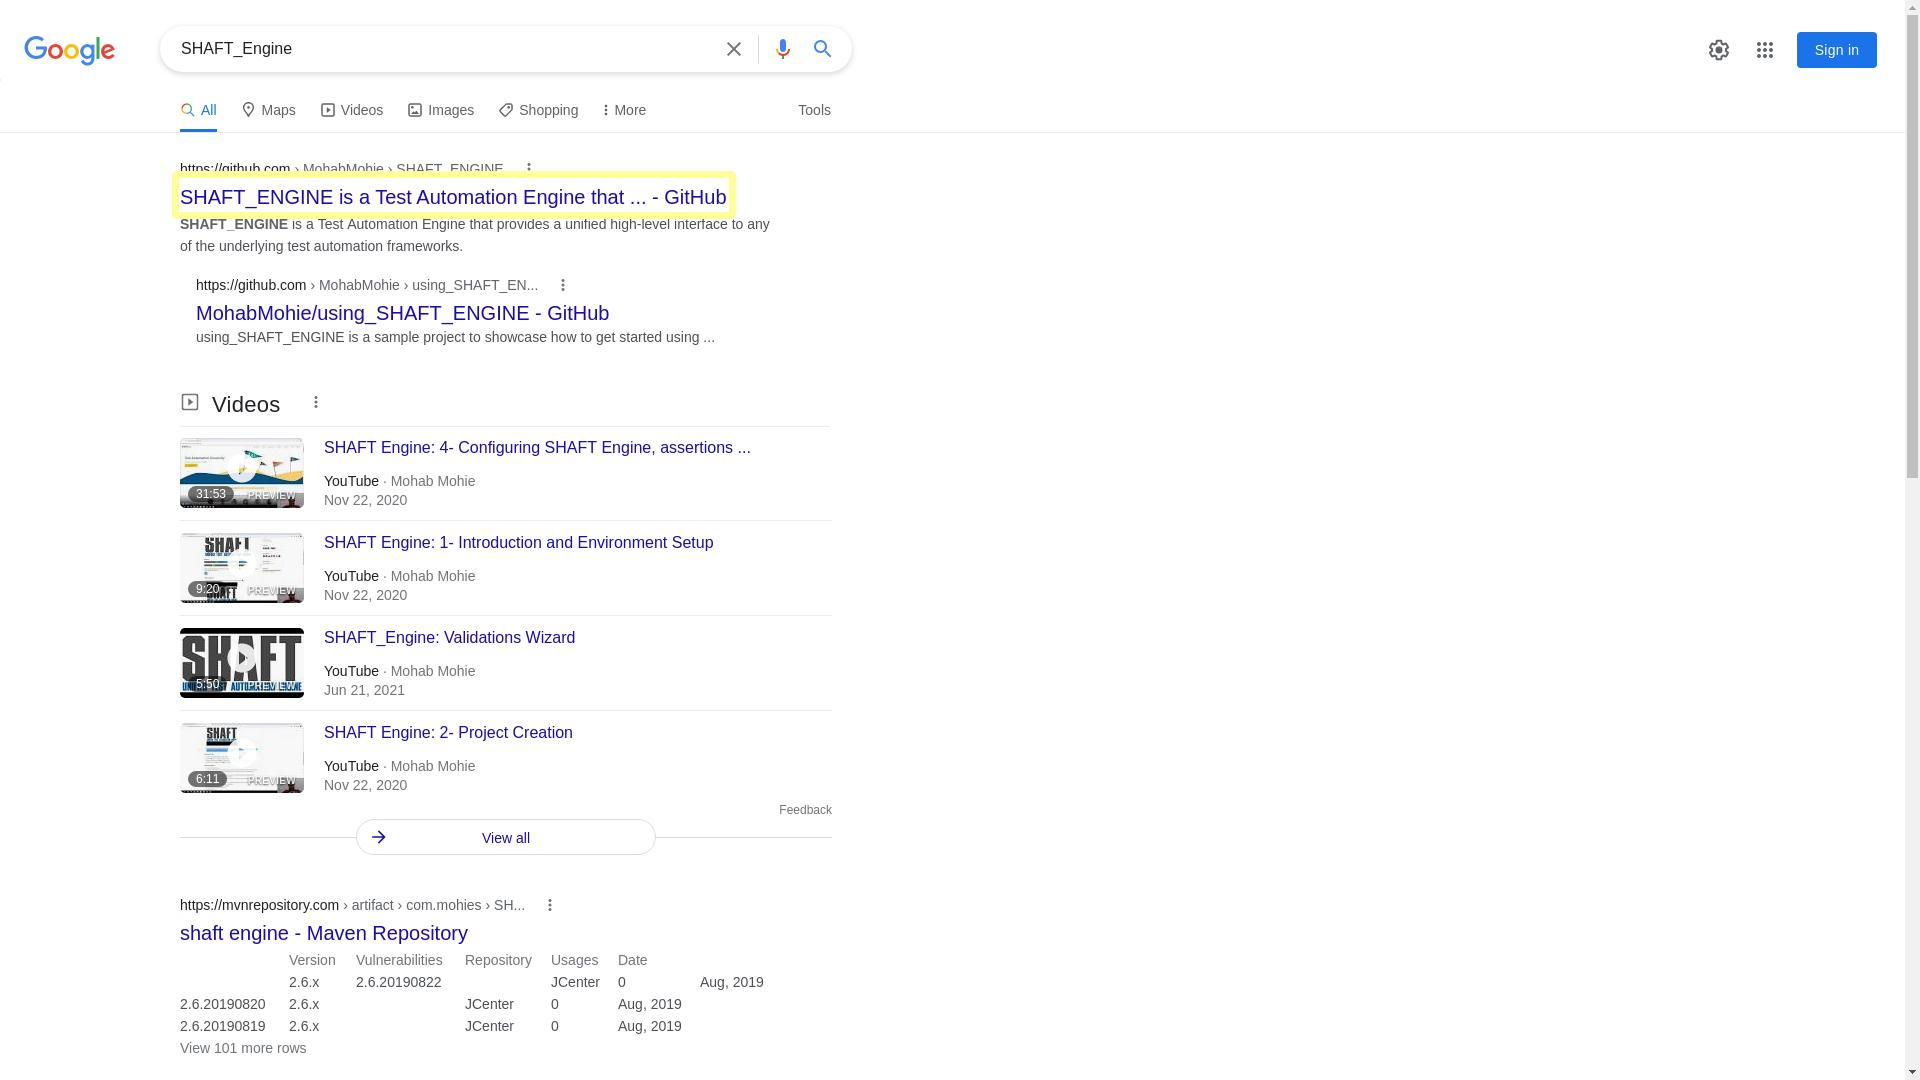 Google
SHAFT_Engine
Sign in
All Maps Videos Images Shopping More Tools
https://github.com › MohabMohie › SHAFT_ENGINE
SHAFT_ENGINE is a Test Automation Engine that ... - GitHub
SHAFT_ENGINE is a Test Automation Engine that provides a unified high-level interface to any
of the underlying test automation frameworks.
https://github.com › MohabMohie › using_SHAFT_EN...
MohabMohie/using_SHAFT_ENGINE - GitHub
using_SHAFT_ENGINE is a sample project to showcase how to get started using ...
Videos
SHAFT Engine: 4- Configuring SHAFT Engine, assertions ...
31:53 PREVIEW
YouTube · Mohab Mohie
Nov 22, 2020
SHAFT Engine: 1- Introduction and Environment Setup
SHAFT
9:20 PREVIEW
YouTube · Mohab Mohie
Nov 22, 2020
SHAFT_Engine: Validations Wizard
SHAFT
5:50 PREVIEW
YouTube · Mohab Mohie
Jun 21, 2021
SHAFT Engine: 2- Project Creation
SHAFT
6:11 PREVIEW
YouTube · Mohab Mohie
Nov 22, 2020
Feedback
View all
https://mvnrepository.com › artifact › com.mohies › SH...
shaft engine - Maven Repository
Version Vulnerabilities Repository Usages Date
2.6.x 2.6.20190822 JCenter 0 Aug, 2019
2.6.20190820 2.6.x JCenter 0 Aug, 2019
2.6.20190819 2.6.x JCenter 0 Aug, 2019
View 101 more rows